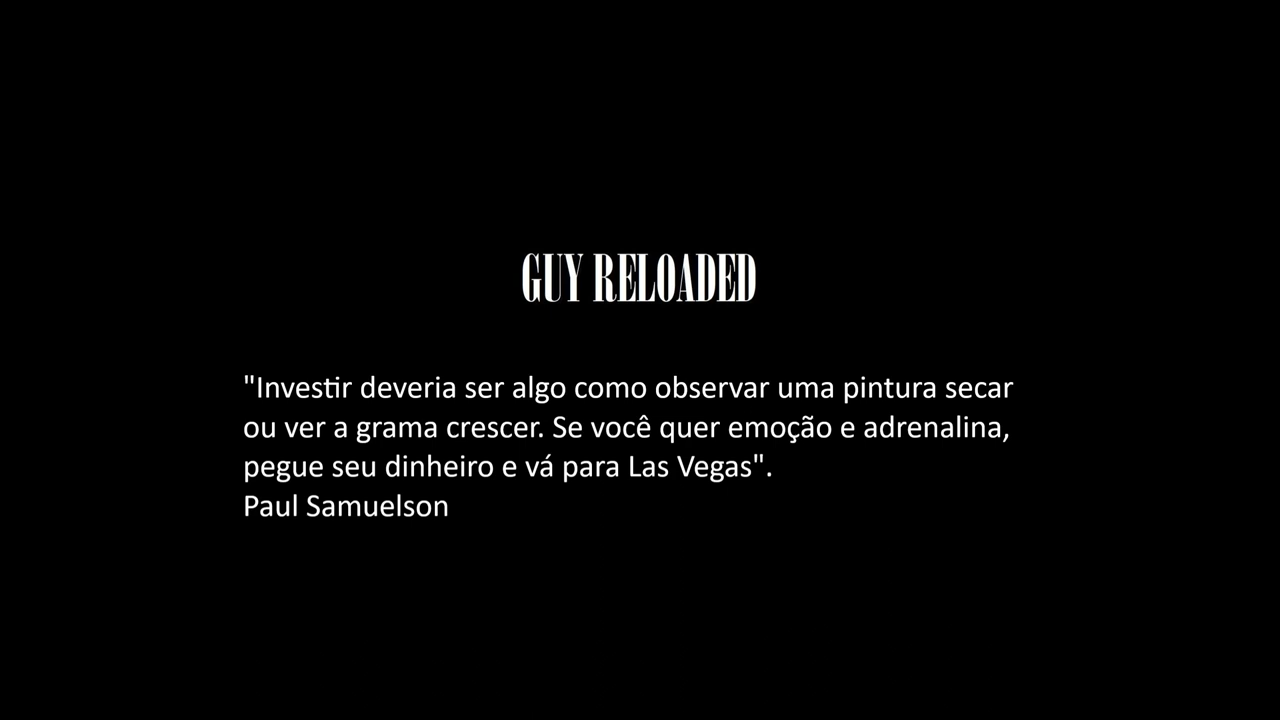 GUY RELOADED
"Investir deveria ser algo como observar uma pintura secar
ou ver a grama crescer. Se você quer emoção e adrenalina,
pegue seu dinheiro e vá para Las Vegas".
Paul Samuelson